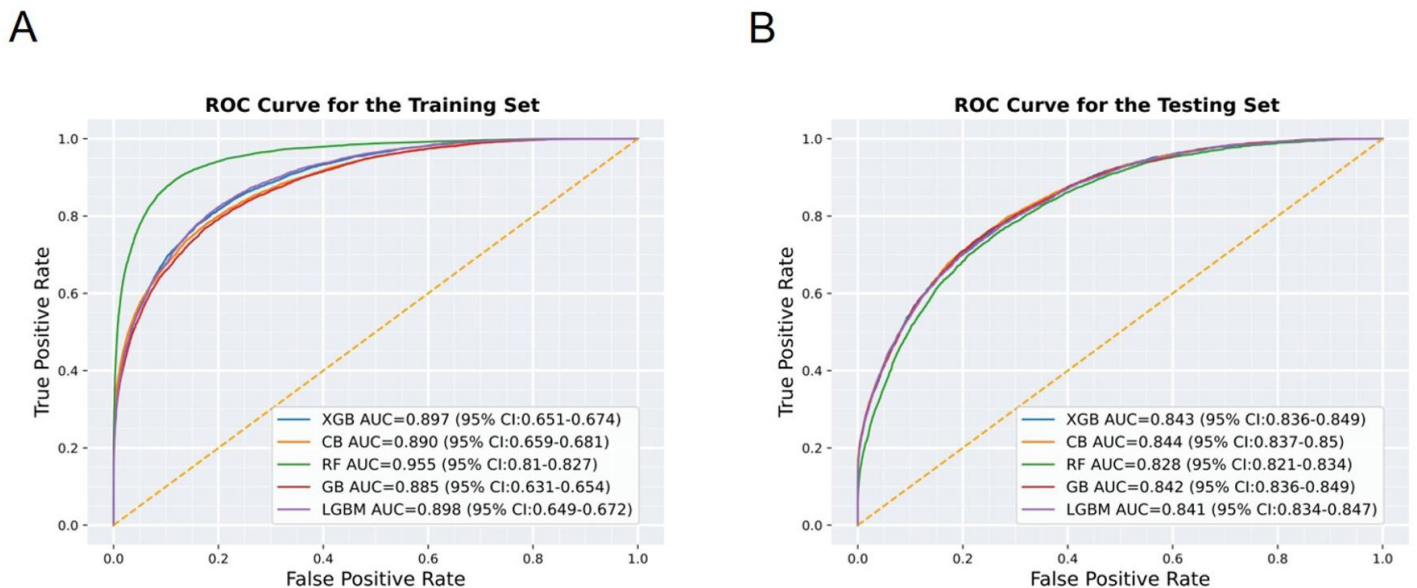 A
B
ROC Curve for the Training Set
True Positive Rate
1.0
0.8
0.6
0.4
0.2
0.0
XGB AUC=0.897 (95% CI:0.651-0.674)
CB AUC=0.890 (95% CI:0.659-0.681)
RF AUC=0.955 (95% CI:0.81-0.827)
GB AUC=0.885 (95% CI:0.631-0.654)
LGBM AUC=0.898 (95% CI:0.649-0.672)
0.0 0.2 0.4 0.6 0.8 1.0
False Positive Rate
ROC Curve for the Testing Set
True Positive Rate
1.0
0.8
0.6
0.4
0.2
0.0
XGB AUC=0.843 (95% CI:0.836-0.849)
CB AUC=0.844 (95% CI:0.837-0.85)
RF AUC=0.828 (95% CI:0.821-0.834)
GB AUC=0.842 (95% CI:0.836-0.849)
LGBM AUC=0.841 (95% CI:0.834-0.847)
0.0 0.2 0.4 0.6 0.8 1.0
False Positive Rate